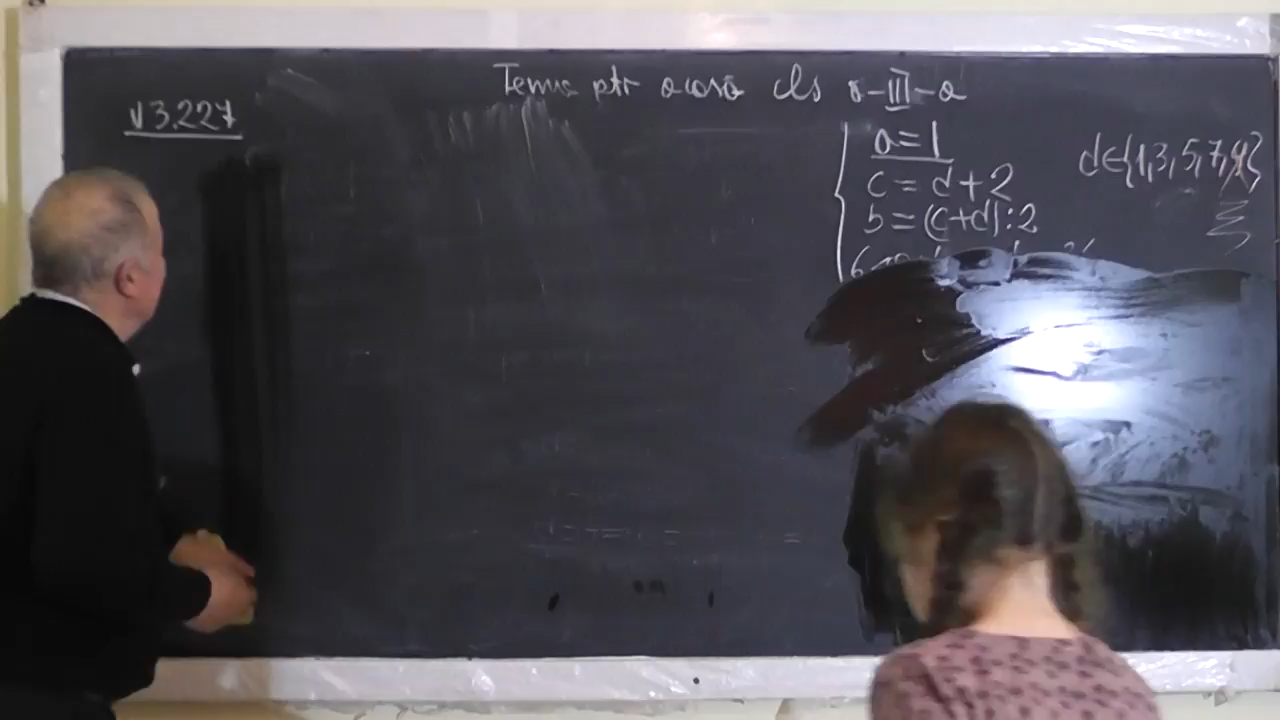 Tema ptr acasă cls a-III-a
√3.227
a=1
c=d+2
b=(c+d):2
d∈{1,3,5,7,9}